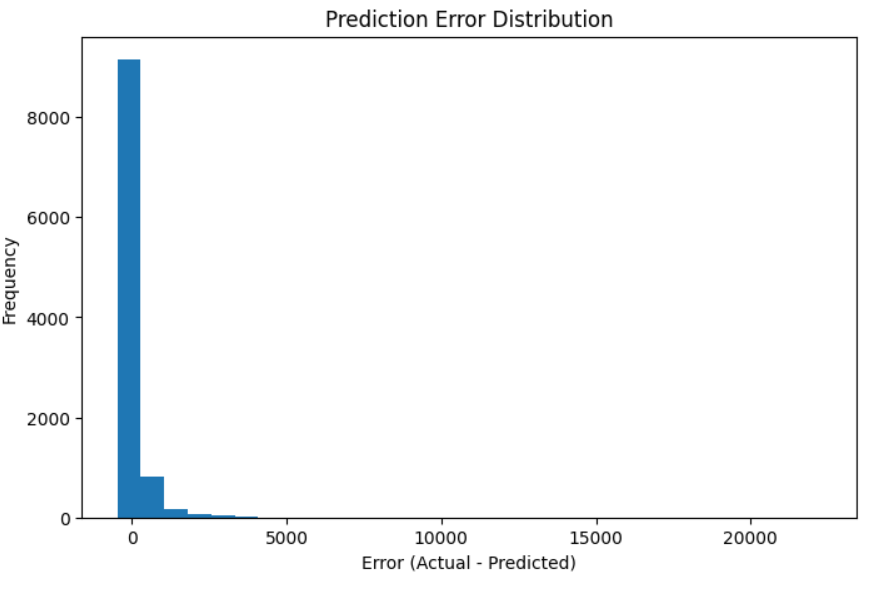 Prediction Error Distribution
Frequency
8000
6000
4000
2000
0
0 5000 10000 15000 20000
Error (Actual - Predicted)